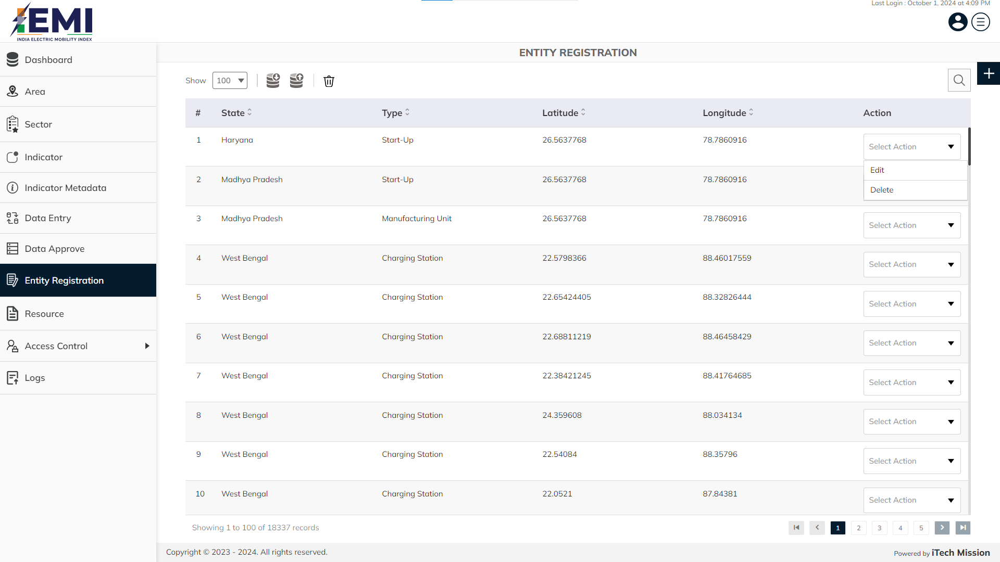 Last Login : October 1, 2024 at 4:09 PM
EMI
INDIA ELECTRIC MOBILITY INDEX
Dashboard
Area
Sector
Indicator
Indicator Metadata
Data Entry
Data Approve
Entity Registration
Resource
Access Control
Logs
ENTITY REGISTRATION
Show 100
# State Type Latitude Longitude Action
1 Haryana Start-Up 26.5637768 78.7860916 Select Action
Edit
Delete
2 Madhya Pradesh Start-Up 26.5637768 78.7860916
3 Madhya Pradesh Manufacturing Unit 26.5637768 78.7860916 Select Action
4 West Bengal Charging Station 22.5798366 88.46017559 Select Action
5 West Bengal Charging Station 22.65424405 88.32826444 Select Action
6 West Bengal Charging Station 22.68811219 88.46458429 Select Action
7 West Bengal Charging Station 22.38421245 88.41764685 Select Action
8 West Bengal Charging Station 24.359608 88.034134 Select Action
9 West Bengal Charging Station 22.54084 88.35796 Select Action
10 West Bengal Charging Station 22.0521 87.84381 Select Action
Showing 1 to 100 of 18337 records
1 2 3 4 5
Copyright © 2023 - 2024. All rights reserved.
Powered by iTech Mission